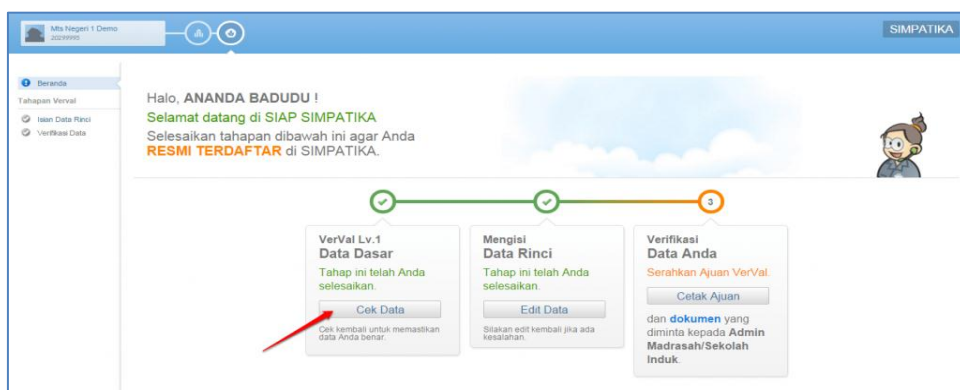 Mts Negeri 1 Demo
20299995
SIMPATIKA
Beranda
Tahapan Verval
Isian Data Rinci
Verifikasi Data
Halo, ANANDA BADUDU !
Selamat datang di SIAP SIMPATIKA
Selesaikan tahapan dibawah ini agar Anda
RESMI TERDAFTAR di SIMPATIKA.
3
VerVal Lv.1
Data Dasar
Tahap ini telah Anda
selesaikan.
Cek Data
Cek kembali untuk memastikan
data Anda benar.
Mengisi
Data Rinci
Tahap ini telah Anda
selesaikan.
Edit Data
Silakan edit kembali jika ada
kesalahan.
Verifikasi
Data Anda
Serahkan Ajuan VerVal.
Cetak Ajuan
dan dokumen yang
diminta kepada Admin
Madrasah/Sekolah
Induk.